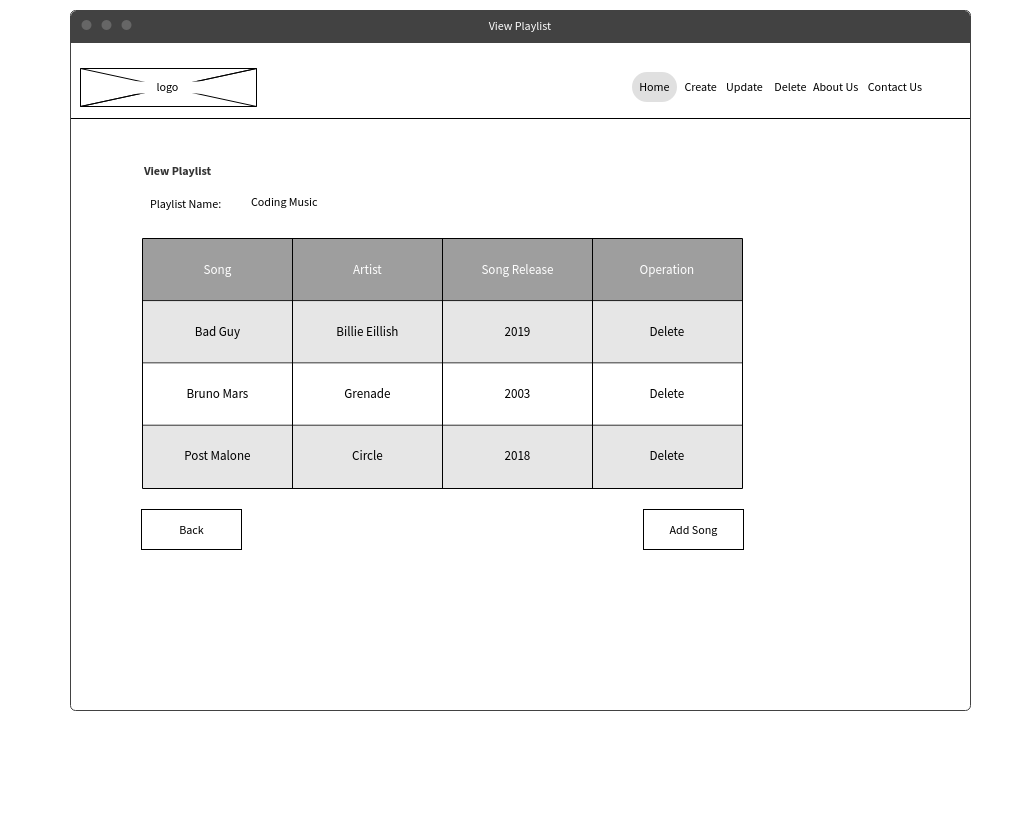 View Playlist
logo
Home Create Update Delete About Us Contact Us
View Playlist
Playlist Name: Coding Music
Song Artist Song Release Operation
Bad Guy Billie Eillish 2019 Delete
Bruno Mars Grenade 2003 Delete
Post Malone Circle 2018 Delete
Back Add Song